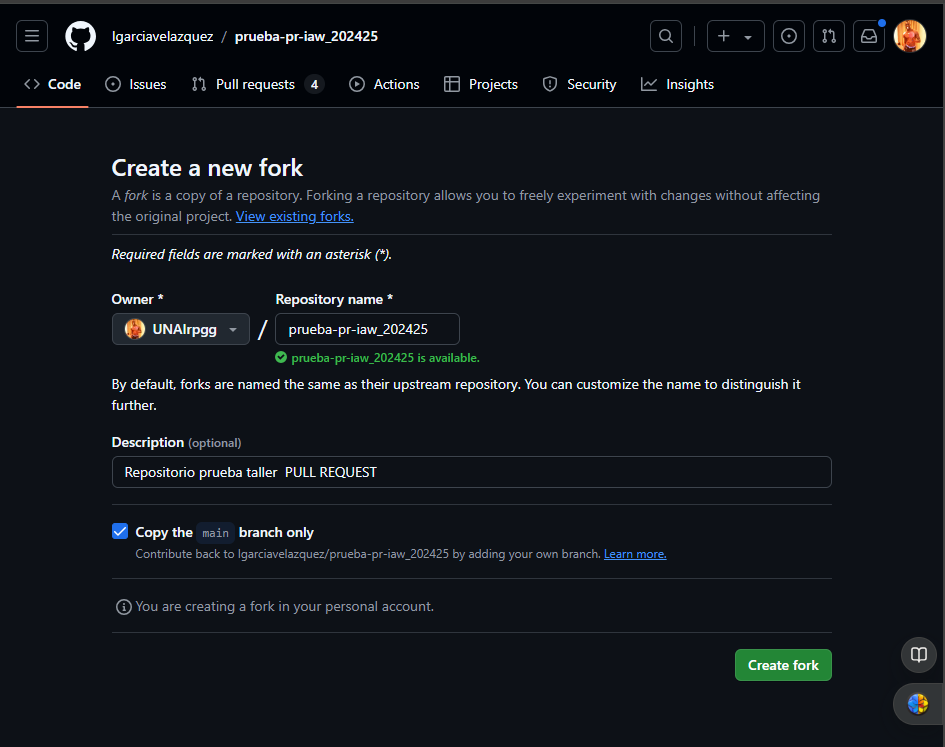 lgarciavelazquez / prueba-pr-iaw_202425
Code Issues Pull requests 4 Actions Projects Security Insights
Create a new fork
A fork is a copy of a repository. Forking a repository allows you to freely experiment with changes without affecting
the original project. View existing forks.
Required fields are marked with an asterisk (*).
Owner * Repository name *
UNAIrpgg / prueba-pr-iaw_202425
prueba-pr-iaw_202425 is available.
By default, forks are named the same as their upstream repository. You can customize the name to distinguish it
further.
Description (optional)
Repositorio prueba taller PULL REQUEST
Copy the main branch only
Contribute back to lgarciavelazquez/prueba-pr-iaw_202425 by adding your own branch. Learn more.
You are creating a fork in your personal account.
Create fork